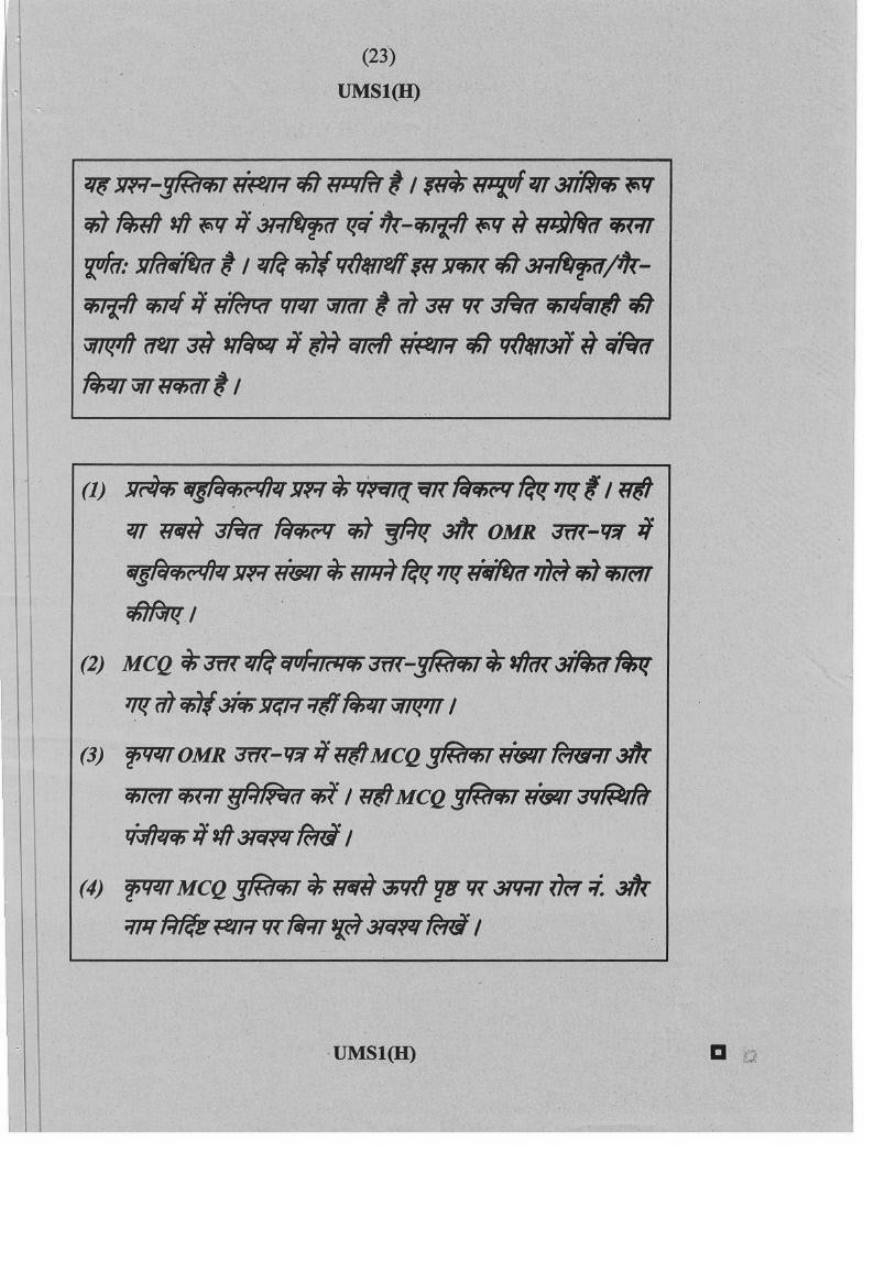 (23)
UMS1(H)
यह प्रश्न–पुस्तिका संस्थान की सम्पत्ति है । इसके सम्पूर्ण या आंशिक रूप
को किसी भी रूप में अनधिकृत एवं गैर–कानूनी रूप से सम्प्रेषित करना
पूर्णतः प्रतिबंधित है । यदि कोई परीक्षार्थी इस प्रकार की अनधिकृत/गैर–
कानूनी कार्य में संलिप्त पाया जाता है तो उस पर उचित कार्यवाही की
जाएगी तथा उसे भविष्य में होने वाली संस्थान की परीक्षाओं से वंचित
किया जा सकता है ।
(1) प्रत्येक बहुविकल्पीय प्रश्न के पश्चात् चार विकल्प दिए गए हैं । सही
या सबसे उचित विकल्प को चुनिए और OMR उत्तर–पत्र में
बहुविकल्पीय प्रश्न संख्या के सामने दिए गए संबंधित गोले को काला
कीजिए ।
(2) MCQ के उत्तर यदि वर्णनात्मक उत्तर–पुस्तिका के भीतर अंकित किए
गए तो कोई अंक प्रदान नहीं किया जाएगा ।
(3) कृपया OMR उत्तर–पत्र में सही MCQ पुस्तिका संख्या लिखना और
काला करना सुनिश्चित करें । सही MCQ पुस्तिका संख्या उपस्थिति
पंजीयक में भी अवश्य लिखें ।
(4) कृपया MCQ पुस्तिका के सबसे ऊपरी पृष्ठ पर अपना रोल नं. और
नाम निर्दिष्ट स्थान पर बिना भूले अवश्य लिखें ।
UMS1(H)